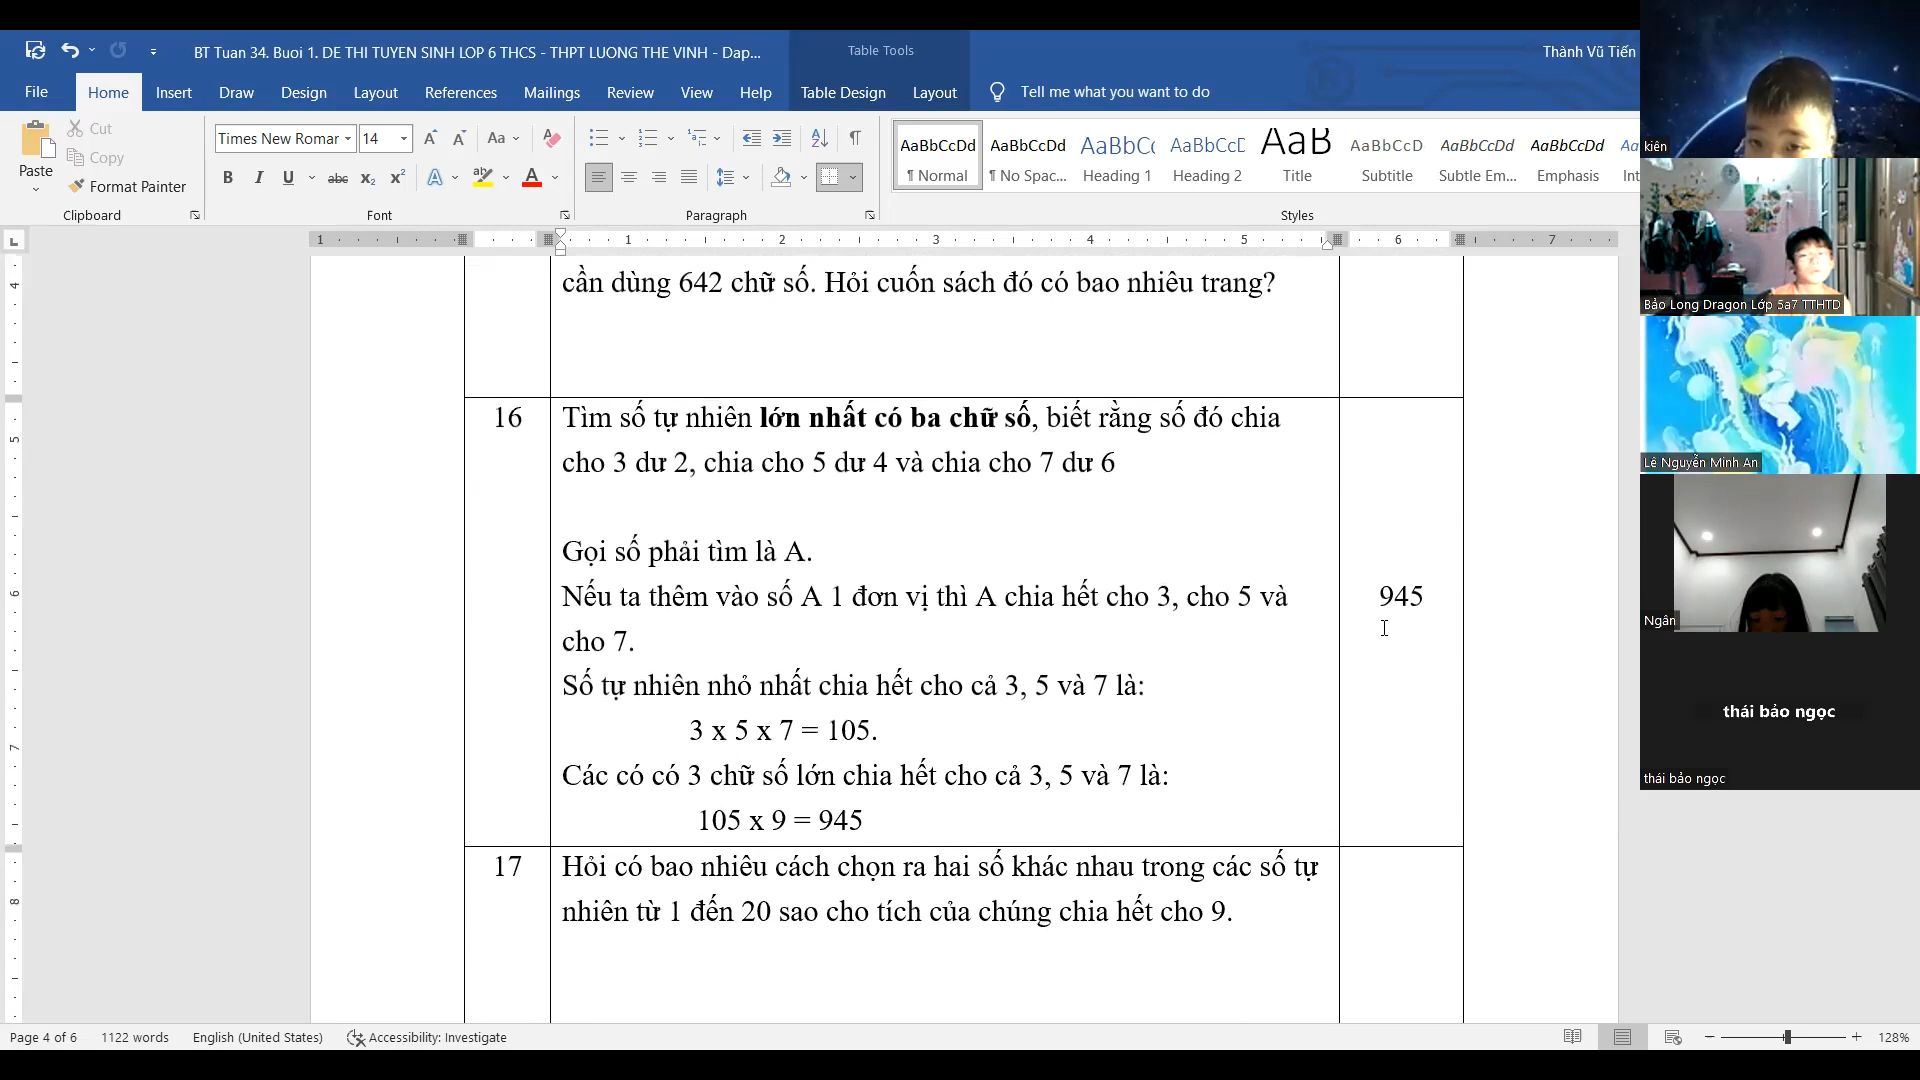 BT Tuan 34. Buoi 1. DE THI TUYEN SINH LOP 6 THCS - THPT LUONG THE VINH - Dap...
Table Tools
Thành Vũ Tiến
File Home Insert Draw Design Layout References Mailings Review View Help Table Design Layout Tell me what you want to do
Paste
Cut
Copy
Format Painter
Clipboard
Times New Romar 14
Font
Paragraph
AaBbCcDd ¶ Normal
AaBbCcDd ¶ No Spac...
AaBbCc Heading 1
AaBbCcD Heading 2
AaB Title
AaBbCcD Subtitle
AaBbCcDd Subtle Em...
AaBbCcDd Emphasis
Styles
1 1 2 3 4 5 6 7
cần dùng 642 chữ số. Hỏi cuốn sách đó có bao nhiêu trang?
16
Tìm số tự nhiên lớn nhất có ba chữ số, biết rằng số đó chia
cho 3 dư 2, chia cho 5 dư 4 và chia cho 7 dư 6
Gọi số phải tìm là A.
Nếu ta thêm vào số A 1 đơn vị thì A chia hết cho 3, cho 5 và
cho 7.
Số tự nhiên nhỏ nhất chia hết cho cả 3, 5 và 7 là:
3 x 5 x 7 = 105.
Các có có 3 chữ số lớn chia hết cho cả 3, 5 và 7 là:
105 x 9 = 945
945
17
Hỏi có bao nhiêu cách chọn ra hai số khác nhau trong các số tự
nhiên từ 1 đến 20 sao cho tích của chúng chia hết cho 9.
kiên
Bảo Long Dragon Lớp 5a7 TTHTD
Lê Nguyễn Minh An
Ngân
thái bảo ngọc
thái bảo ngọc
Page 4 of 6 1122 words English (United States) Accessibility: Investigate 128%